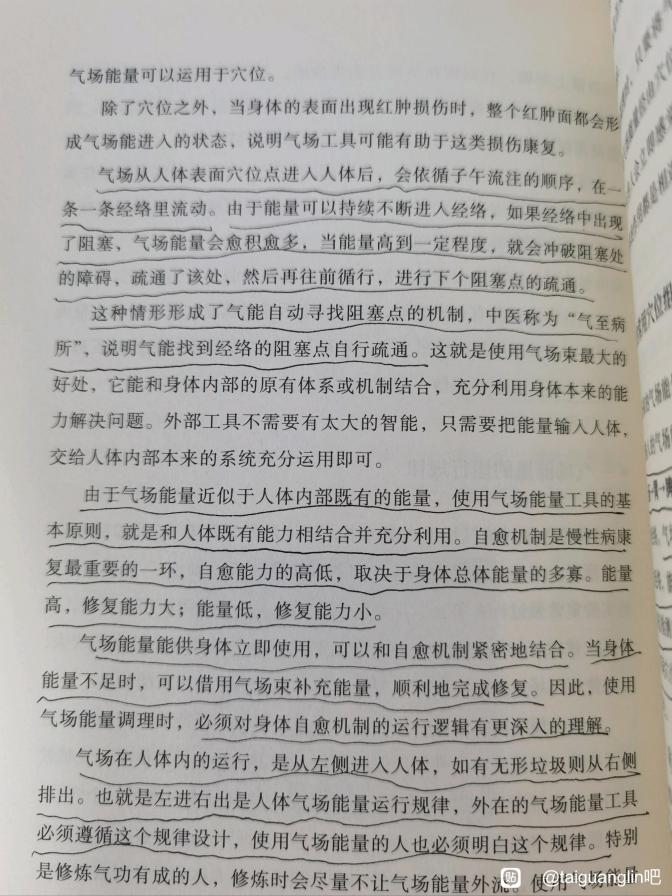 气场能量可以运用于穴位。
除了穴位之外，当身体的表面出现红肿损伤时，整个红肿面都会形
成气场能进入的状态，说明气场工具可能有助于这类损伤康复。
气场从人体表面穴位点进入人体后，会依循子午流注的顺序，在一
条一条经络里流动。由于能量可以持续不断进入经络，如果经络中出现
了阻塞、气场能量会愈积愈多，当能量高到一定程度，就会冲破阻塞处
的障碍，疏通了该处，然后再往前循行，进行下个阻塞点的疏通。
这种情形形成了气能自动寻找阻塞点的机制，中医称为“气至病
所”，说明气能找到经络的阻塞点自行疏通。这就是使用气场束最大的
好处，它能和身体内部的原有体系或机制结合，充分利用身体本来的能
力解决问题。外部工具不需要有太大的智能，只需要把能量输入人体，
交给人体内部本来的系统充分运用即可。
由于气场能量近似于人体内部既有的能量，使用气场能量工具的基
本原则，就是和人体既有能力相结合并充分利用。自愈机制是慢性病康
复最重要的一环，自愈能力的高低，取决于身体总体能量的多寡。能量
高，修复能力大；能量低，修复能力小。
气场能量能供身体立即使用，可以和自愈机制紧密地结合。当身体
能量不足时，可以借用气场束补充能量，顺利地完成修复。因此，使用
气场能量调理时，必须对身体自愈机制的运行逻辑有更深入的理解。
气场在人体内的运行，是从左侧进入人体，如有无形垃圾则从右侧
排出。也就是左进右出是人体气场能量运行规律，外在的气场能量工具
必须遵循这个规律设计，使用气场能量的人也必须明白这个规律。特别
是修炼气功有成的人，修炼时会尽量不让气场能量外流。使用
贴 @taiguanglin吧